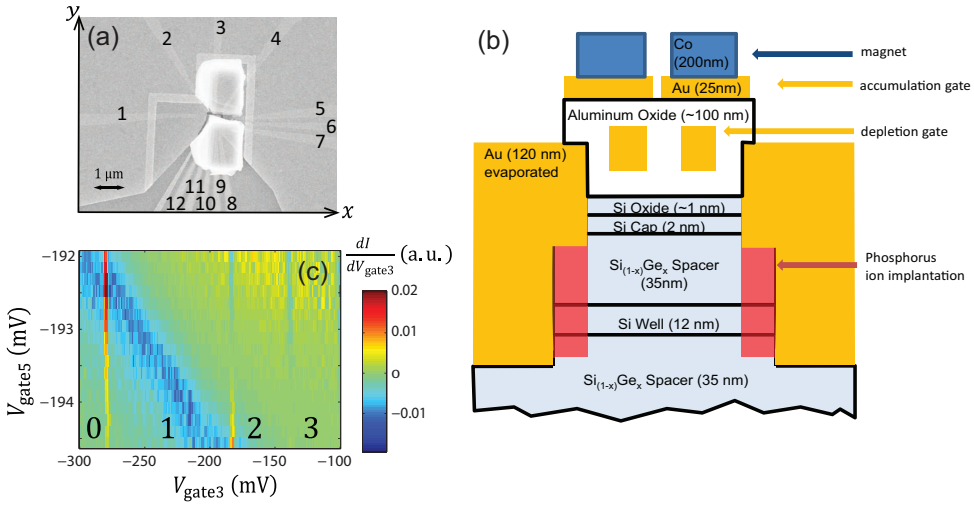 y
(a)
2
3
4
1
5
6
7
1 μm
11
9
12
10
8
x
(b)
Co
(200nm)
magnet
Au (25nm)
accumulation gate
Aluminum Oxide (~100 nm)
depletion gate
Au (120 nm)
evaporated
Si Oxide (~1 nm)
Si Cap (2 nm)
Si(1-x)Gex Spacer
(35nm)
Phosphorus
ion implantation
Si Well (12 nm)
Si(1-x)Gex Spacer (35 nm)
(c)
dI
dVgate3
(a. u.)
−192
−193
−194
Vgate5 (mV)
0
1
2
3
−300
−200
−100
Vgate3 (mV)
0.02
0.01
0
−0.01